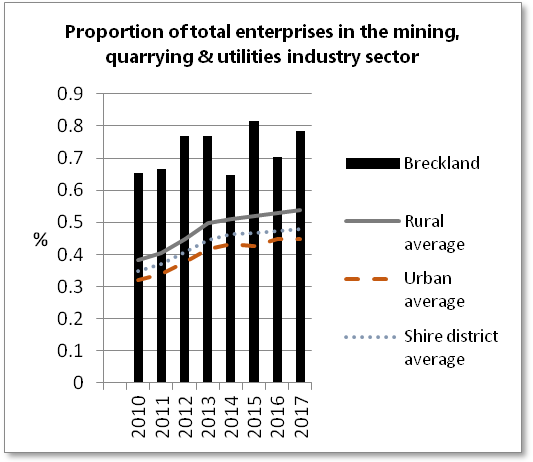 Proportion of total enterprises in the mining,
quarrying & utilities industry sector
%
0.9
0.8
0.7
0.6
0.5
0.4
0.3
0.2
0.1
0
2010
2011
2012
2013
2014
2015
2016
2017
Breckland
Rural
average
Urban
average
Shire district
average